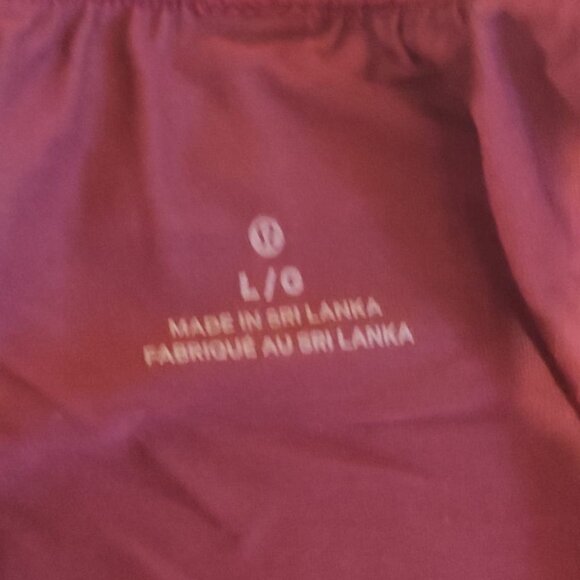 L/G
MADE IN SRI LANKA
FABRIQUÉ AU SRI LANKA